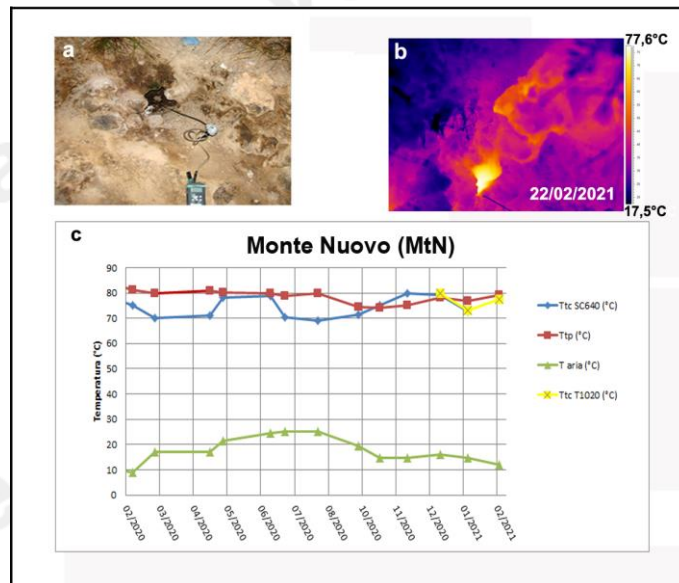 a
b
77,6°C
22/02/2021
17,5°C
c
Monte Nuovo (MtN)
Temperatura (°C)
90
80
70
60
50
40
30
20
10
0
02/2020
03/2020
04/2020
05/2020
06/2020
07/2020
08/2020
10/2020
11/2020
12/2020
01/2021
02/2021
Ttc SC640 (°C)
Ttp (°C)
T aria (°C)
Ttc T1020 (°C)